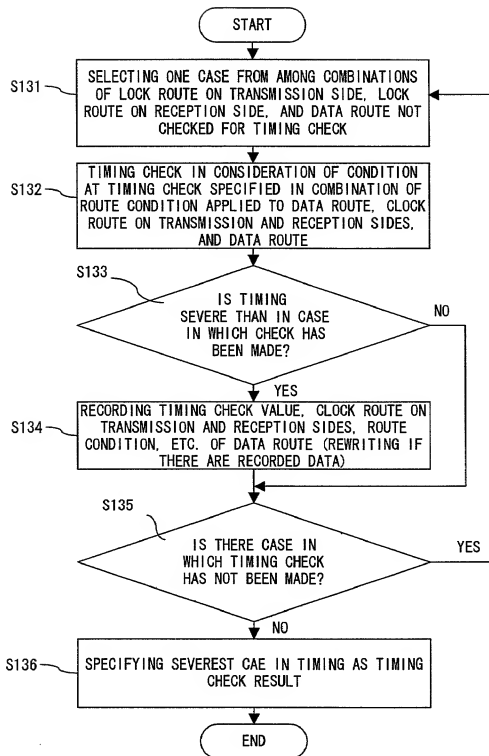 START
S131
SELECTING ONE CASE FROM AMONG COMBINATIONS
OF LOCK ROUTE ON TRANSMISSION SIDE, LOCK
ROUTE ON RECEPTION SIDE, AND DATA ROUTE NOT
CHECKED FOR TIMING CHECK
S132
TIMING CHECK IN CONSIDERATION OF CONDITION
AT TIMING CHECK SPECIFIED IN COMBINATION OF
ROUTE CONDITION APPLIED TO DATA ROUTE, CLOCK
ROUTE ON TRANSMISSION AND RECEPTION SIDES,
AND DATA ROUTE
S133
IS TIMING
SEVERE THAN IN CASE
IN WHICH CHECK HAS
BEEN MADE?
NO
YES
S134
RECORDING TIMING CHECK VALUE, CLOCK ROUTE ON
TRANSMISSION AND RECEPTION SIDES, ROUTE
CONDITION, ETC. OF DATA ROUTE (REWRITING IF
THERE ARE RECORDED DATA)
S135
IS THERE CASE IN
WHICH TIMING CHECK
HAS NOT BEEN MADE?
YES
NO
S136
SPECIFYING SEVEREST CAE IN TIMING AS TIMING
CHECK RESULT
END